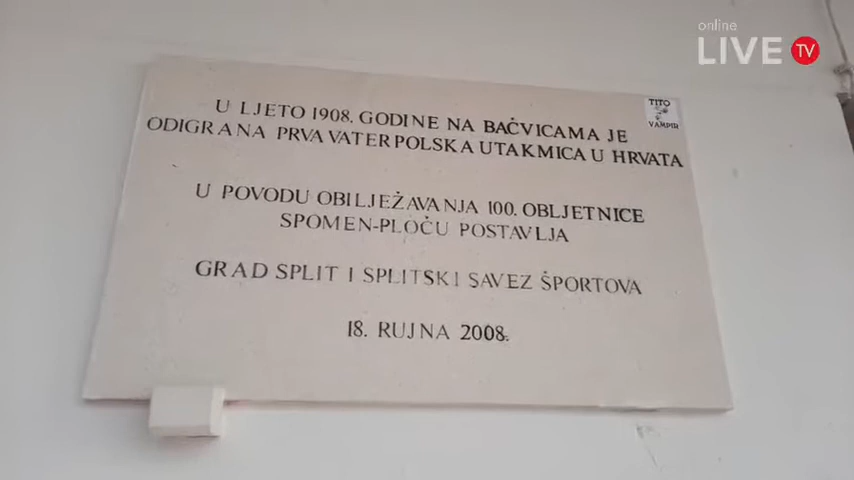 online
LIVE TV
TITO
VAMPIR
U LJETO 1908. GODINE NA BAČVICAMA JE
ODIGRANA PRVA VATERPOLSKA UTAKMICA U HRVATA
U POVODU OBILJEŽAVANJA 100. OBLJETNICE
SPOMEN-PLOČU POSTAVLJA
GRAD SPLIT I SPLITSKI SAVEZ ŠPORTOVA
18. RUJNA 2008.